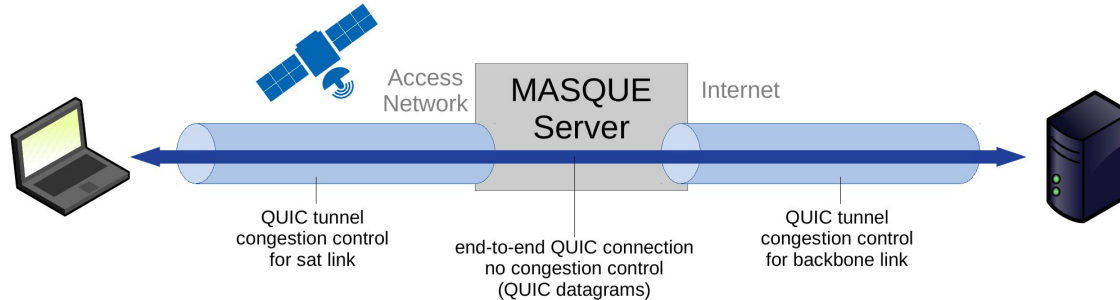 Access
Network
MASQUE
Server
Internet
QUIC tunnel
congestion control
for sat link
end-to-end QUIC connection
no congestion control
(QUIC datagrams)
QUIC tunnel
congestion control
for backbone link